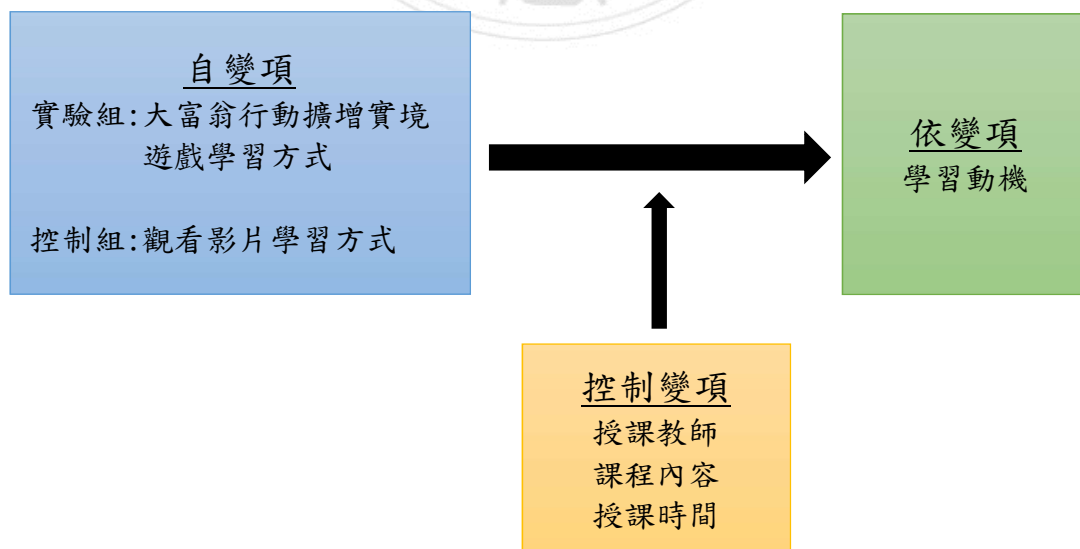 自變項
實驗組:大富翁行動擴增實境
遊戲學習方式
控制組:觀看影片學習方式
依變項
學習動機
控制變項
授課教師
課程內容
授課時間